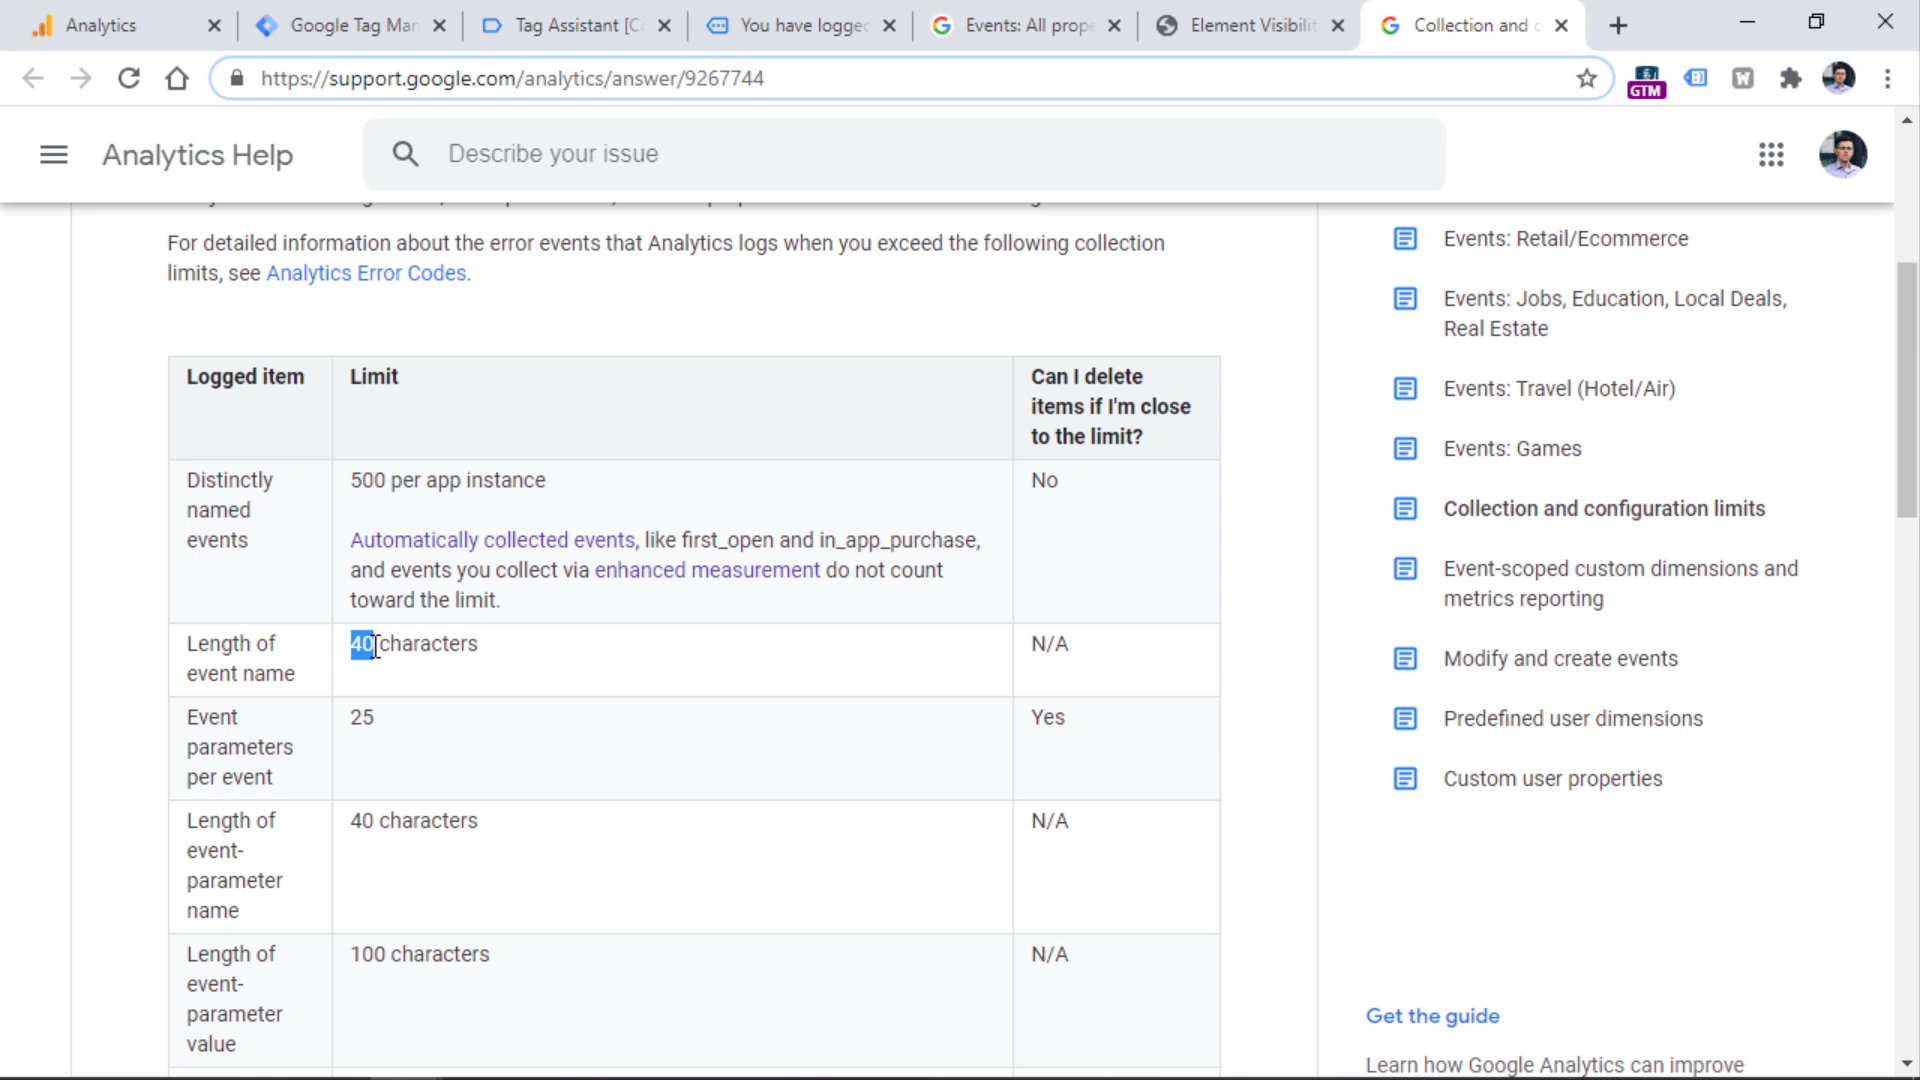 Analytics
Google Tag Man
Tag Assistant [C
You have logge
Events: All prop
Element Visibilit
Collection and c
https://support.google.com/analytics/answer/9267744
GTM
W
Analytics Help
Describe your issue
For detailed information about the error events that Analytics logs when you exceed the following collection
limits, see Analytics Error Codes.
Logged item
Limit
Can I delete
items if I'm close
to the limit?
Distinctly
named
events
500 per app instance
Automatically collected events, like first_open and in_app_purchase,
and events you collect via enhanced measurement do not count
toward the limit.
No
Length of
event name
40 characters
N/A
Event
parameters
per event
25
Yes
Length of
event-
parameter
name
40 characters
N/A
Length of
event-
parameter
value
100 characters
N/A
Events: Retail/Ecommerce
Events: Jobs, Education, Local Deals,
Real Estate
Events: Travel (Hotel/Air)
Events: Games
Collection and configuration limits
Event-scoped custom dimensions and
metrics reporting
Modify and create events
Predefined user dimensions
Custom user properties
Get the guide
Learn how Google Analytics can improve